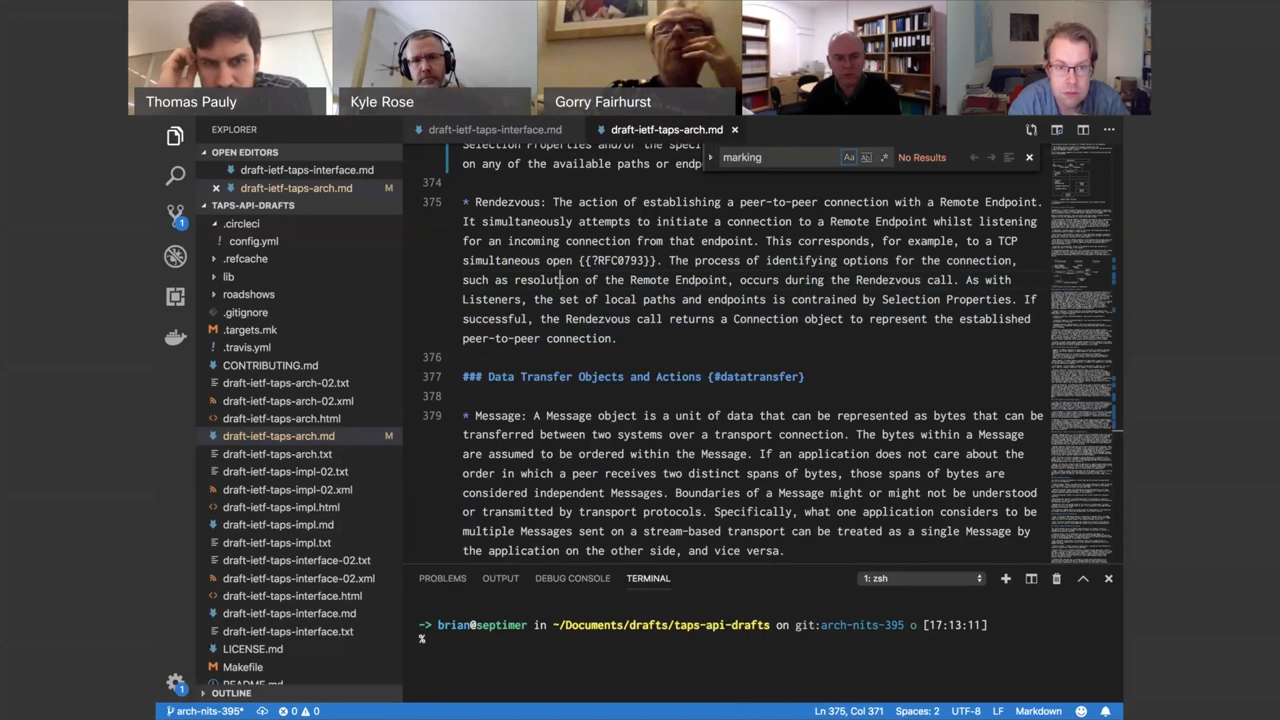 Thomas Pauly
Kyle Rose
Gorry Fairhurst
EXPLORER
OPEN EDITORS
draft-ietf-taps-interface.md
draft-ietf-taps-arch.md M
TAPS-API-DRAFTS
.circleci
config.yml
.refcache
lib
roadshows
.gitignore
.targets.mk
.travis.yml
CONTRIBUTING.md
draft-ietf-taps-arch-02.txt
draft-ietf-taps-arch-02.xml
draft-ietf-taps-arch.html
draft-ietf-taps-arch.md M
draft-ietf-taps-arch.txt
draft-ietf-taps-impl-02.txt
draft-ietf-taps-impl-02.xml
draft-ietf-taps-impl.html
draft-ietf-taps-impl.md
draft-ietf-taps-impl.txt
draft-ietf-taps-interface-02.txt
draft-ietf-taps-interface-02.xml
draft-ietf-taps-interface.html
draft-ietf-taps-interface.md
draft-ietf-taps-interface.txt
LICENSE.md
Makefile
README.md
OUTLINE
draft-ietf-taps-interface.md draft-ietf-taps-arch.md
marking Aa No Results
Selection Properties and/or the
on any of the available paths or
374
375 * Rendezvous: The action of establishing a peer-to-peer connection with a Remote Endpoint.
It simultaneously attempts to initiate a connection to a Remote Endpoint whilst listening
for an incoming connection from that endpoint. This corresponds, for example, to a TCP
simultaneous open {{?RFC0793}}. The process of identifying options for the connection,
such as resolution of the Remote Endpoint, occurs during the Rendezvous call. As with
Listeners, the set of local paths and endpoints is constrained by Selection Properties. If
successful, the Rendezvous call returns a Connection object to represent the established
peer-to-peer connection.
376
377 ### Data Transfer Objects and Actions {#datatransfer}
378
379 * Message: A Message object is a unit of data that can be represented as bytes that can be
transferred between two systems over a transport connection. The bytes within a Message
are assumed to be ordered within the Message. If an application does not care about the
order in which a peer receives two distinct spans of bytes, those spans of bytes are
considered independent Messages. Boundaries of a Message might or might not be understood
or transmitted by transport protocols. Specifically, what one application considers to be
multiple Messages sent on a stream-based transport can be treated as a single Message by
the application on the other side, and vice versa.
PROBLEMS OUTPUT DEBUG CONSOLE TERMINAL 1: zsh
-> brian@septimer in ~/Documents/drafts/taps-api-drafts on git:arch-nits-395 o [17:13:11]
%
arch-nits-395* 0 0 Ln 375, Col 371 Spaces: 2 UTF-8 LF Markdown